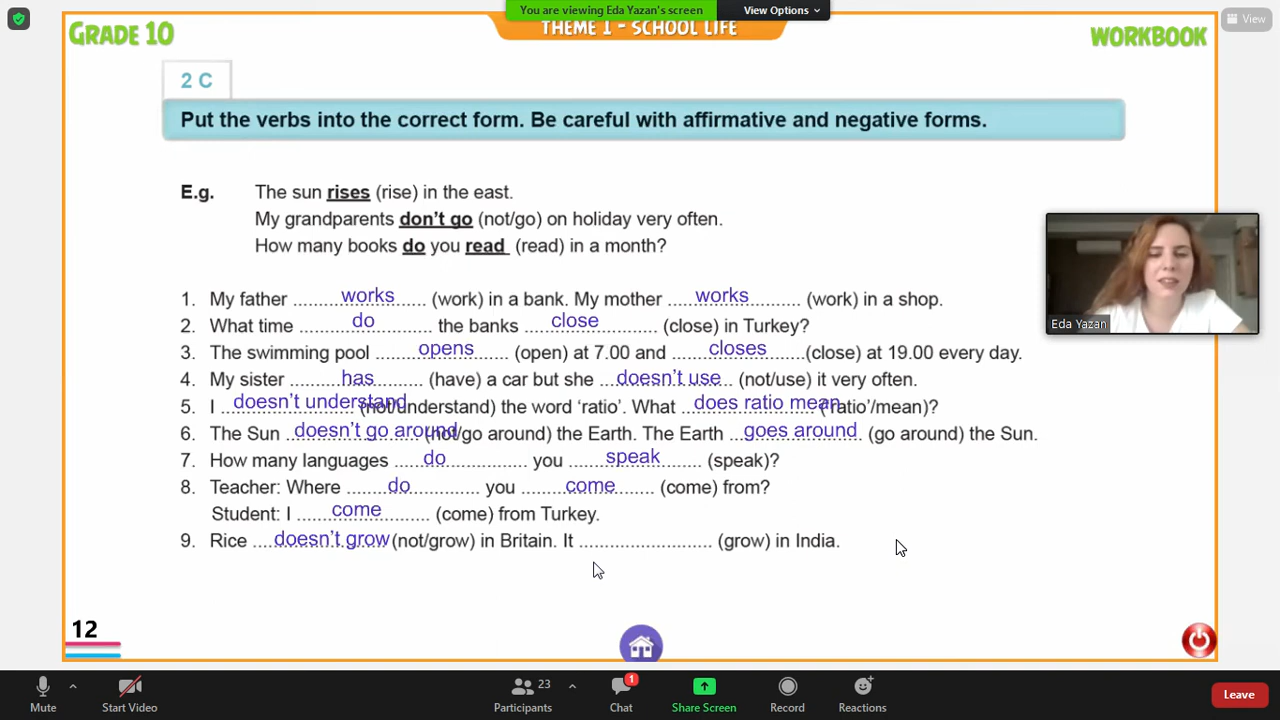 You are viewing Eda Yazan's screen
View Options
View
GRADE 10
THEME 1 - SCHOOL LIFE
WORKBOOK
2 C
Put the verbs into the correct form. Be careful with affirmative and negative forms.
E.g. The sun rises (rise) in the east.
My grandparents don't go (not/go) on holiday very often.
How many books do you read (read) in a month?
1. My father works (work) in a bank. My mother works (work) in a shop.
2. What time do the banks close (close) in Turkey?
3. The swimming pool opens (open) at 7.00 and closes (close) at 19.00 every day.
4. My sister has (have) a car but she doesn't use (not/use) it very often.
5. I doesn't understand (not/understand) the word 'ratio'. What does ratio mean ('ratio'/mean)?
6. The Sun doesn't go around (not/go around) the Earth. The Earth goes around (go around) the Sun.
7. How many languages do you speak (speak)?
8. Teacher: Where do you come (come) from?
Student: I come (come) from Turkey.
9. Rice doesn't grow (not/grow) in Britain. It ........................ (grow) in India.
Eda Yazan
12
Mute
Start Video
23
Participants
1
Chat
Share Screen
Record
Reactions
Leave